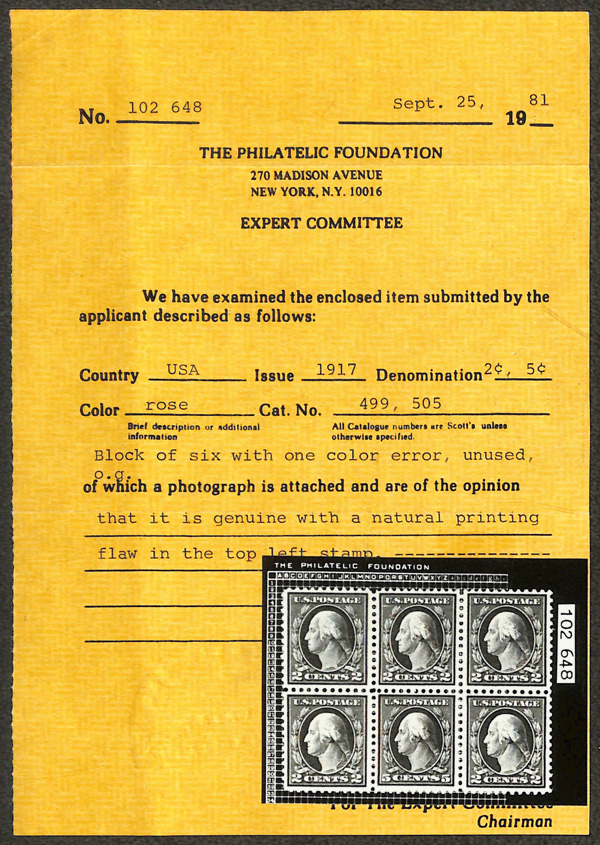 No. 102 648 Sept. 25, 19 81
THE PHILATELIC FOUNDATION
270 MADISON AVENUE
NEW YORK, N.Y. 10016
EXPERT COMMITTEE
We have examined the enclosed item submitted by the
applicant described as follows:
Country USA Issue 1917 Denomination 2¢, 5¢
Color rose Cat. No. 499, 505
Brief description or additional
information
All Catalogue numbers are Scott's unless
otherwise specified.
Block of six with one color error, unused,
o.g.
of which a photograph is attached and are of the opinion
that it is genuine with a natural printing
flaw in the top left stamp. ---------------
THE PHILATELIC FOUNDATION
ABCDEFGHIJKLMNOPQRSTUVWXYZ
U.S.POSTAGE U.S.POSTAGE U.S.POSTAGE
2 CENTS 2 2 CENTS 2 2 CENTS 2
U.S.POSTAGE U.S.POSTAGE U.S.POSTAGE
2 CENTS 2 5 CENTS 5 2 CENTS 2
102 648
For The Expert Committee
Chairman